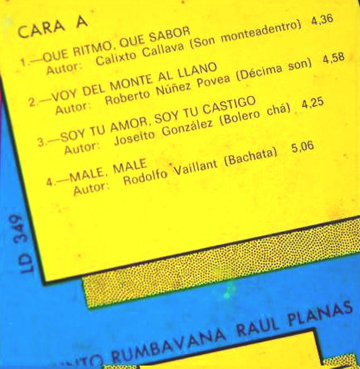 CARA A
1.—QUE RITMO, QUE SABOR
Autor: Calixto Callava (Son monteadentro) 4,36
2.—VOY DEL MONTE AL LLANO
Autor: Roberto Núñez Povea (Décima son) 4,58
3.—SOY TU AMOR, SOY TU CASTIGO
Autor: Joseíto González (Bolero chá) 4,25
4.—MALE, MALE
Autor: Rodolfo Vaillant (Bachata) 5,06
LD 349
RUMBAVANA RAUL PLANAS